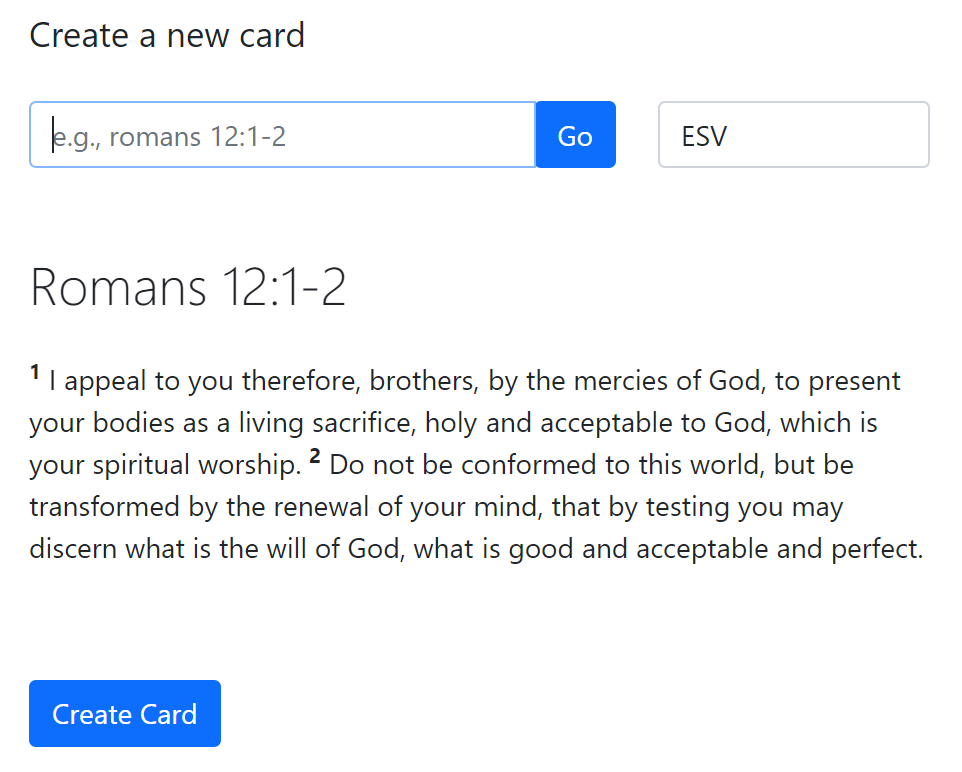 Create a new card
e.g., romans 12:1-2
Go
ESV
Romans 12:1-2
1 I appeal to you therefore, brothers, by the mercies of God, to present
your bodies as a living sacrifice, holy and acceptable to God, which is
your spiritual worship. 2 Do not be conformed to this world, but be
transformed by the renewal of your mind, that by testing you may
discern what is the will of God, what is good and acceptable and perfect.
Create Card